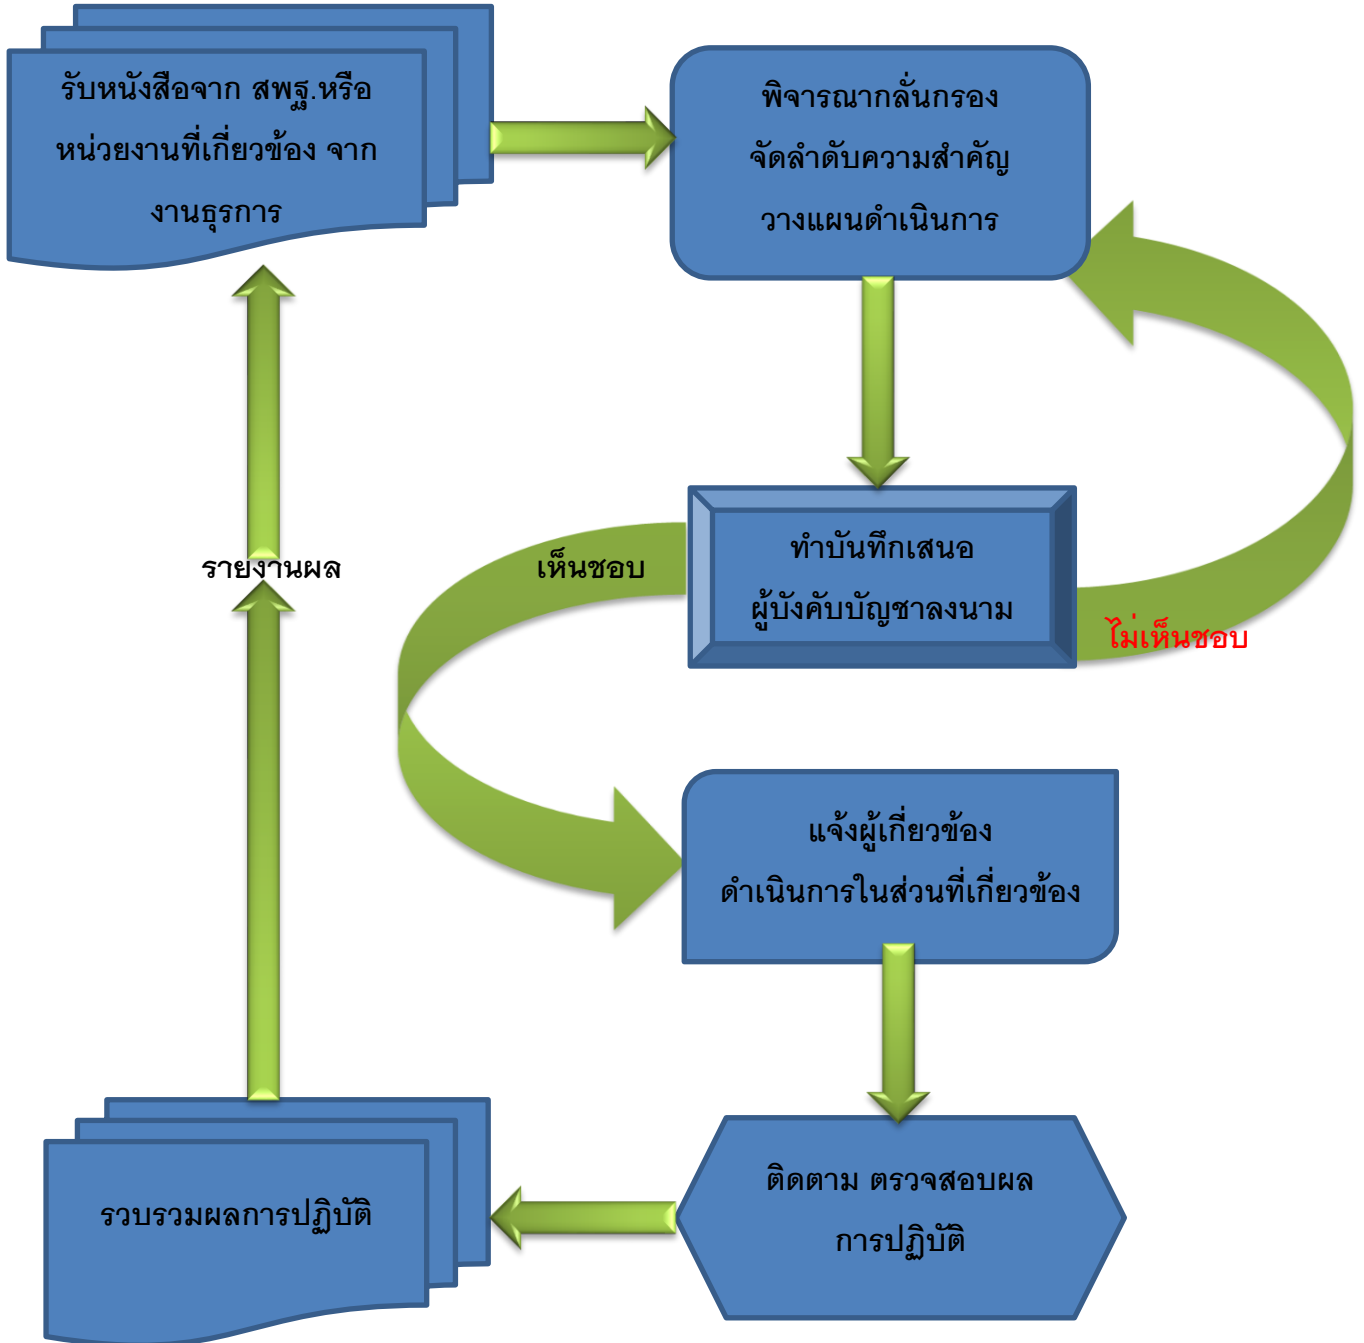 รับหนังสือจาก สพฐ.หรือ
หน่วยงานที่เกี่ยวข้อง จาก
งานธุรการ
พิจารณากลั่นกรอง
จัดลำดับความสำคัญ
วางแผนดำเนินการ
ทำบันทึกเสนอ
ผู้บังคับบัญชาลงนาม
เห็นชอบ
ไม่เห็นชอบ
รายงานผล
แจ้งผู้เกี่ยวข้อง
ดำเนินการในส่วนที่เกี่ยวข้อง
ติดตาม ตรวจสอบผล
การปฏิบัติ
รวบรวมผลการปฏิบัติ